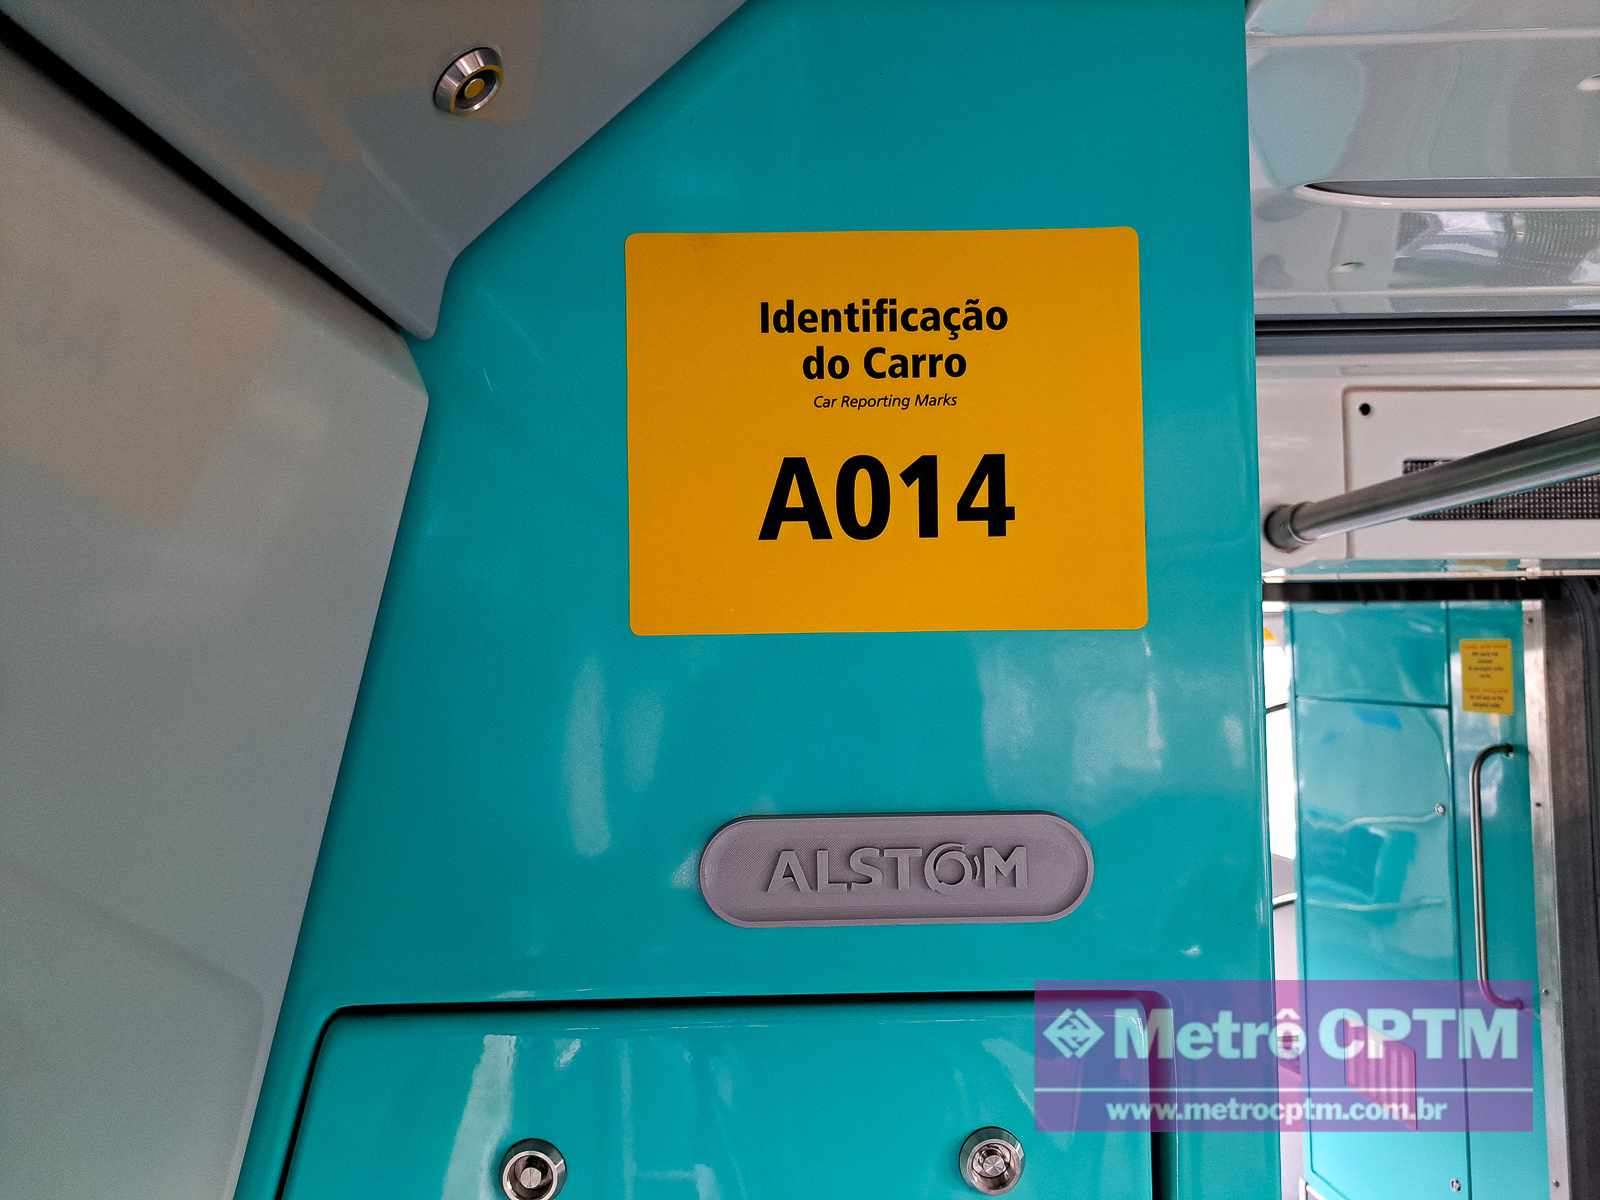 Identificação
do Carro
Car Reporting Marks
A014
ALSTOM
Metrô CPTM
www.metrocptm.com.br